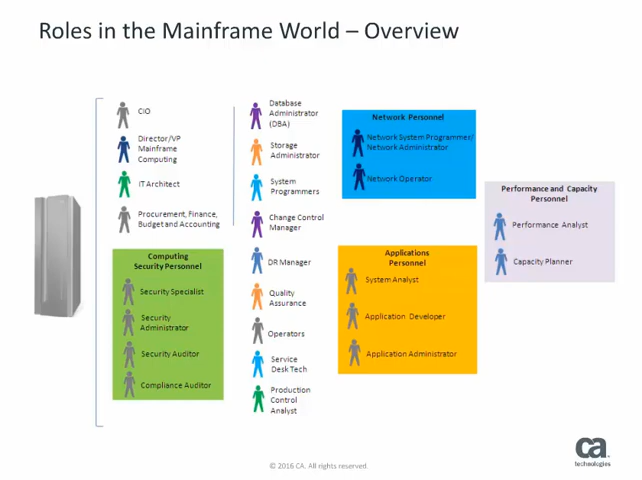 Roles in the Mainframe World – Overview
CIO
Director/VP
Mainframe
Computing
IT Architect
Procurement, Finance,
Budget and Accounting
Computing
Security Personnel
Security Specialist
Security
Administrator
Security Auditor
Compliance Auditor
Database
Administrator
(DBA)
Storage
Administrator
System
Programmers
Change Control
Manager
DR Manager
Quality
Assurance
Operators
Service
Desk Tech
Production
Control
Analyst
Network Personnel
Network System Programmer/
Network Administrator
Network Operator
Applications
Personnel
System Analyst
Application Developer
Application Administrator
Performance and Capacity
Personnel
Performance Analyst
Capacity Planner
© 2016 CA. All rights reserved.
ca
technologies